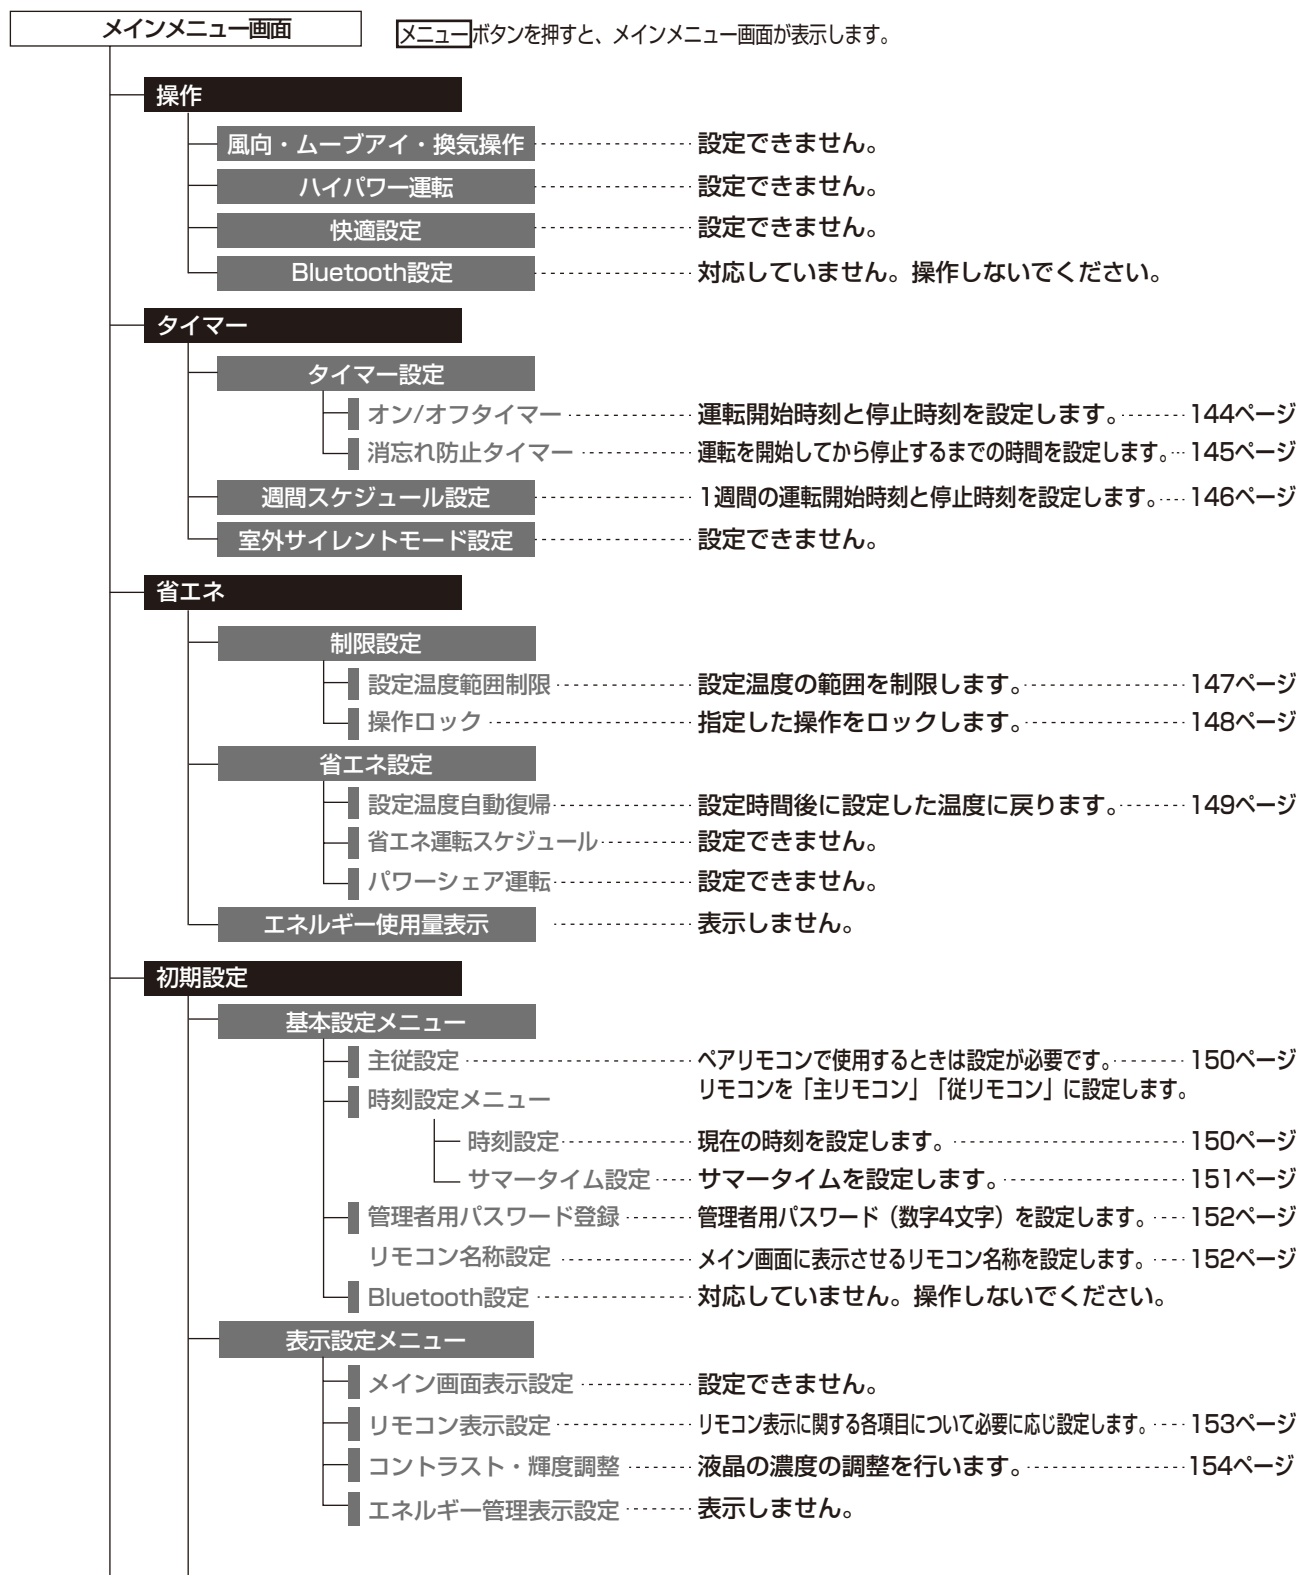 メインメニュー画面
メニューボタンを押すと、メインメニュー画面が表示します。
操作
風向・ムーブアイ・換気操作 設定できません。
ハイパワー運転 設定できません。
快適設定 設定できません。
Bluetooth設定 対応していません。操作しないでください。
タイマー
タイマー設定
オン/オフタイマー 運転開始時刻と停止時刻を設定します。 144ページ
消忘れ防止タイマー 運転を開始してから停止するまでの時間を設定します。 145ページ
週間スケジュール設定 1週間の運転開始時刻と停止時刻を設定します。 146ページ
室外サイレントモード設定 設定できません。
省エネ
制限設定
設定温度範囲制限 設定温度の範囲を制限します。 147ページ
操作ロック 指定した操作をロックします。 148ページ
省エネ設定
設定温度自動復帰 設定時間後に設定した温度に戻ります。 149ページ
省エネ運転スケジュール 設定できません。
パワーシェア運転 設定できません。
エネルギー使用量表示 表示しません。
初期設定
基本設定メニュー
主従設定 ペアリモコンで使用するときは設定が必要です。 150ページ
リモコンを「主リモコン」「従リモコン」に設定します。
時刻設定メニュー
時刻設定 現在の時刻を設定します。 150ページ
サマータイム設定 サマータイムを設定します。 151ページ
管理者用パスワード登録 管理者用パスワード（数字4文字）を設定します。 152ページ
リモコン名称設定 メイン画面に表示させるリモコン名称を設定します。 152ページ
Bluetooth設定 対応していません。操作しないでください。
表示設定メニュー
メイン画面表示設定 設定できません。
リモコン表示設定 リモコン表示に関する各項目について必要に応じ設定します。 153ページ
コントラスト・輝度調整 液晶の濃度の調整を行います。 154ページ
エネルギー管理表示設定 表示しません。